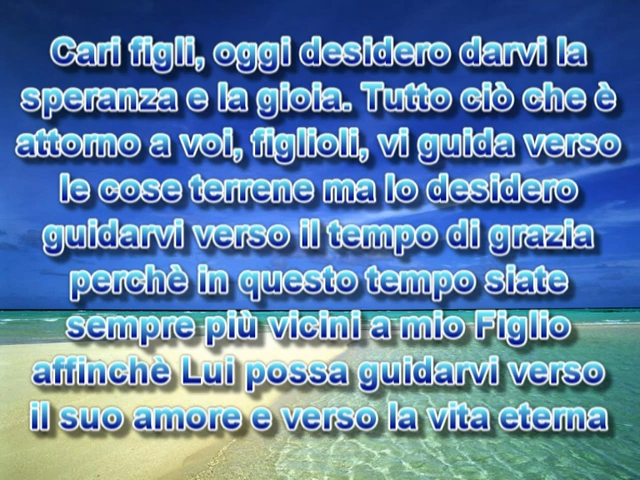 Cari figli, oggi desidero darvi la
speranza e la gioia. Tutto ciò che è
attorno a voi, figlioli, vi guida verso
le cose terrene ma Io desidero
guidarvi verso il tempo di grazia
perchè in questo tempo siate
sempre più vicini a mio Figlio
affinchè Lui possa guidarvi verso
il suo amore e verso la vita eterna